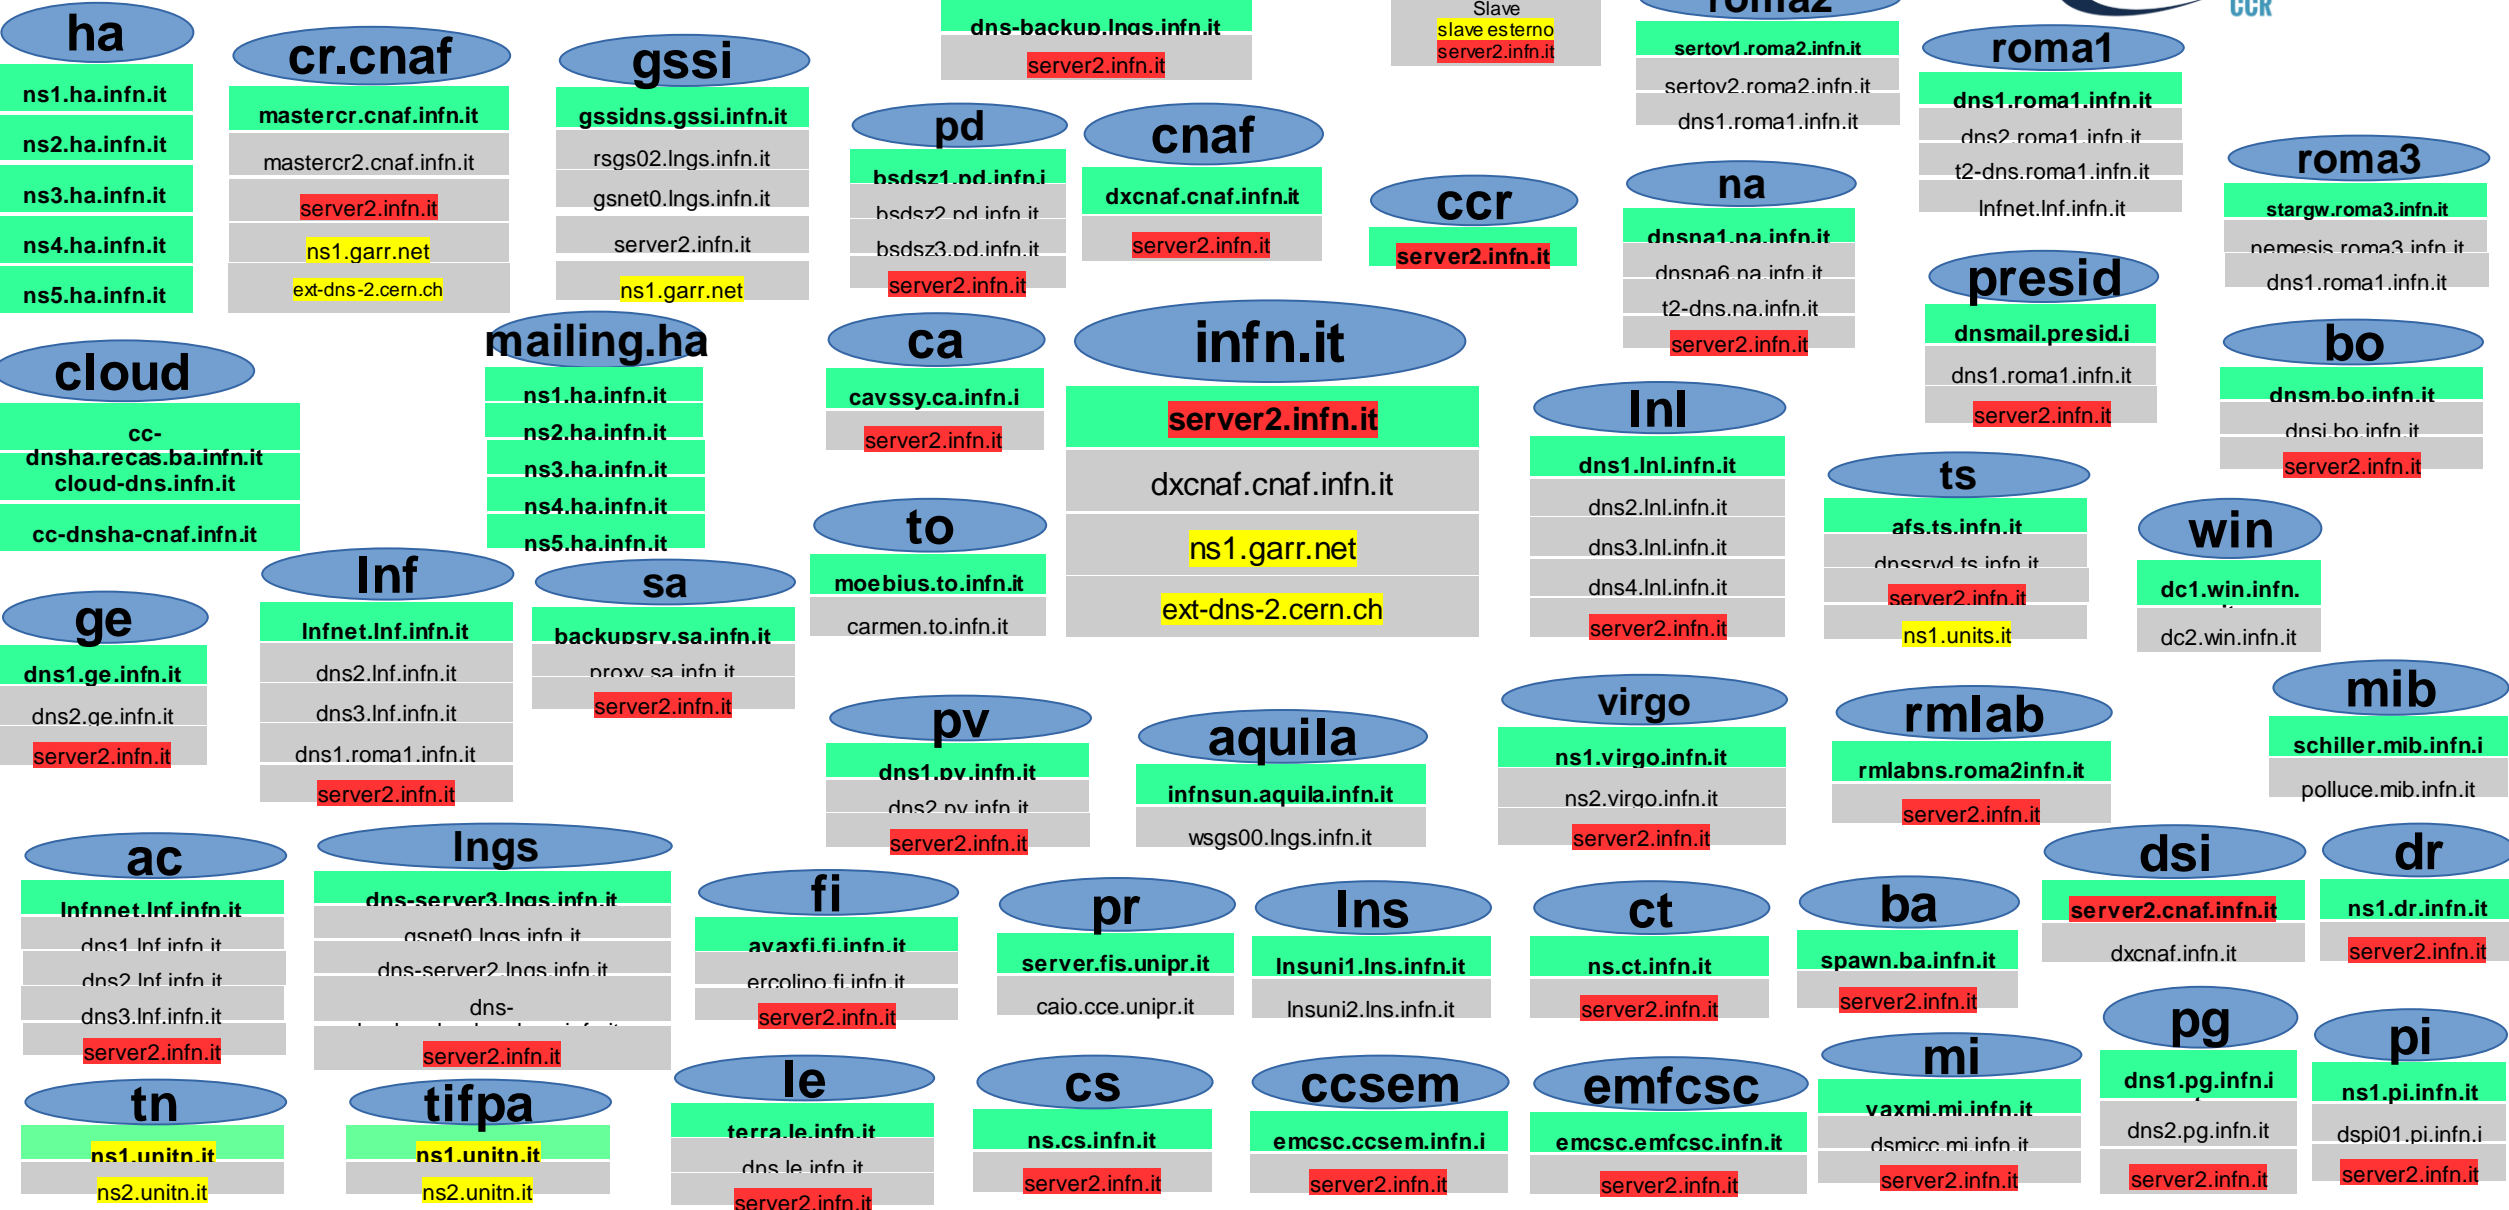 ha
ns1.ha.infn.it
ns2.ha.infn.it
ns3.ha.infn.it
ns4.ha.infn.it
ns5.ha.infn.it
cr.cnaf
mastercr.cnaf.infn.it
mastercr2.cnaf.infn.it
server2.infn.it
ns1.garr.net
ext-dns-2.cern.ch
gssi
gssidns.gssi.infn.it
rsgs02.lngs.infn.it
gsnet0.lngs.infn.it
server2.infn.it
ns1.garr.net
dns-backup.lngs.infn.it
server2.infn.it
Slave
slave esterno
server2.infn.it
roma2
sertov1.roma2.infn.it
sertov2.roma2.infn.it
dns1.roma1.infn.it
CCR
roma1
dns1.roma1.infn.it
dns2.roma1.infn.it
t2-dns.roma1.infn.it
lnfnet.lnf.infn.it
pd
bsdsz1.pd.infn.i
bsdsz2.pd.infn.it
bsdsz3.pd.infn.it
server2.infn.it
cnaf
dxcnaf.cnaf.infn.it
server2.infn.it
ccr
server2.infn.it
na
dnsna1.na.infn.it
dnsna6.na.infn.it
t2-dns.na.infn.it
server2.infn.it
roma3
stargw.roma3.infn.it
nemesis.roma3.infn.it
dns1.roma1.infn.it
presid
dnsmail.presid.i
dns1.roma1.infn.it
server2.infn.it
bo
dnsm.bo.infn.it
dnsi.bo.infn.it
server2.infn.it
cloud
cc-
dnsha.recas.ba.infn.it
cloud-dns.infn.it
cc-dnsha-cnaf.infn.it
mailing.ha
ns1.ha.infn.it
ns2.ha.infn.it
ns3.ha.infn.it
ns4.ha.infn.it
ns5.ha.infn.it
ca
cavssy.ca.infn.i
server2.infn.it
infn.it
server2.infn.it
dxcnaf.cnaf.infn.it
ns1.garr.net
ext-dns-2.cern.ch
lnl
dns1.lnl.infn.it
dns2.lnl.infn.it
dns3.lnl.infn.it
dns4.lnl.infn.it
server2.infn.it
ts
afs.ts.infn.it
dnssrvd.ts.infn.it
server2.infn.it
ns1.units.it
win
dc1.win.infn.
dc2.win.infn.it
to
moebius.to.infn.it
carmen.to.infn.it
ge
dns1.ge.infn.it
dns2.ge.infn.it
server2.infn.it
lnf
lnfnet.lnf.infn.it
dns2.lnf.infn.it
dns3.lnf.infn.it
dns1.roma1.infn.it
server2.infn.it
sa
backupsrv.sa.infn.it
proxy.sa.infn.it
server2.infn.it
pv
dns1.pv.infn.it
dns2.pv.infn.it
server2.infn.it
aquila
infnsun.aquila.infn.it
wsgs00.lngs.infn.it
virgo
ns1.virgo.infn.it
ns2.virgo.infn.it
server2.infn.it
rmlab
rmlabns.roma2infn.it
server2.infn.it
mib
schiller.mib.infn.i
polluce.mib.infn.it
ac
lnfnnet.lnf.infn.it
dns1.lnf.infn.it
dns2.lnf.infn.it
dns3.lnf.infn.it
server2.infn.it
lngs
dns-server3.lngs.infn.it
gsnet0.lngs.infn.it
dns-server2.lngs.infn.it
dns-
server2.infn.it
fi
avaxfi.fi.infn.it
ercolino.fi.infn.it
server2.infn.it
pr
server.fis.unipr.it
caio.cce.unipr.it
lns
lnsuni1.lns.infn.it
lnsuni2.lns.infn.it
ct
ns.ct.infn.it
server2.infn.it
ba
spawn.ba.infn.it
server2.infn.it
dsi
server2.cnaf.infn.it
dxcnaf.infn.it
dr
ns1.dr.infn.it
server2.infn.it
tn
ns1.unitn.it
ns2.unitn.it
tifpa
ns1.unitn.it
ns2.unitn.it
le
terra.le.infn.it
dns.le.infn.it
server2.infn.it
cs
ns.cs.infn.it
server2.infn.it
ccsem
emcsc.ccsem.infn.i
server2.infn.it
emfcsc
emcsc.emfcsc.infn.it
server2.infn.it
mi
vaxmi.mi.infn.it
dsmicc.mi.infn.it
server2.infn.it
pg
dns1.pg.infn.i
dns2.pg.infn.it
server2.infn.it
pi
ns1.pi.infn.it
dspi01.pi.infn.i
server2.infn.it